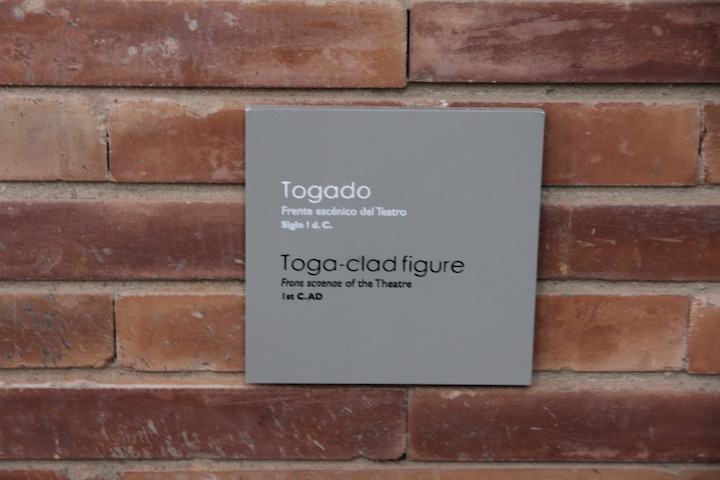 Togado
Frente escénico del Teatro
Siglo I d. C.
Toga-clad figure
Frons scaenae of the Theatre
1st C. AD